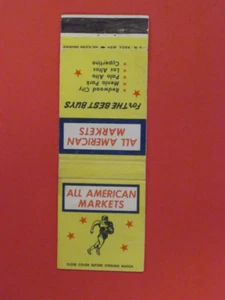 ALL AMERICAN
MARKETS
ALL AMERICAN
MARKETS
For THE BEST BUYS
Redwood City
Menlo Park
Palo Alto
Los Altos
Cupertino